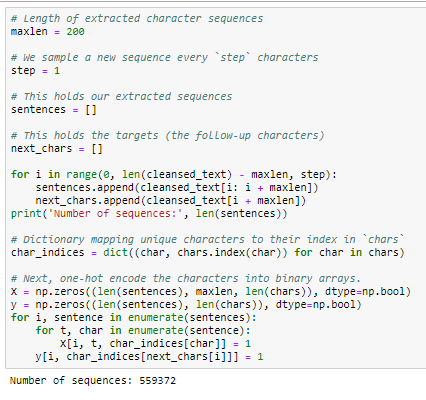 # Length of extracted character sequences
maxlen = 200

# We sample a new sequence every `step` characters
step = 1

# This holds our extracted sequences
sentences = []

# This holds the targets (the follow-up characters)
next_chars = []

for i in range(0, len(cleansed_text) - maxlen, step):
    sentences.append(cleansed_text[i: i + maxlen])
    next_chars.append(cleansed_text[i + maxlen])
print('Number of sequences:', len(sentences))

# Dictionary mapping unique characters to their index in `chars`
char_indices = dict((char, chars.index(char)) for char in chars)

# Next, one-hot encode the characters into binary arrays.
X = np.zeros((len(sentences), maxlen, len(chars)), dtype=np.bool)
y = np.zeros((len(sentences), len(chars)), dtype=np.bool)
for i, sentence in enumerate(sentences):
    for t, char in enumerate(sentence):
        X[i, t, char_indices[char]] = 1
    y[i, char_indices[next_chars[i]]] = 1

Number of sequences: 559372